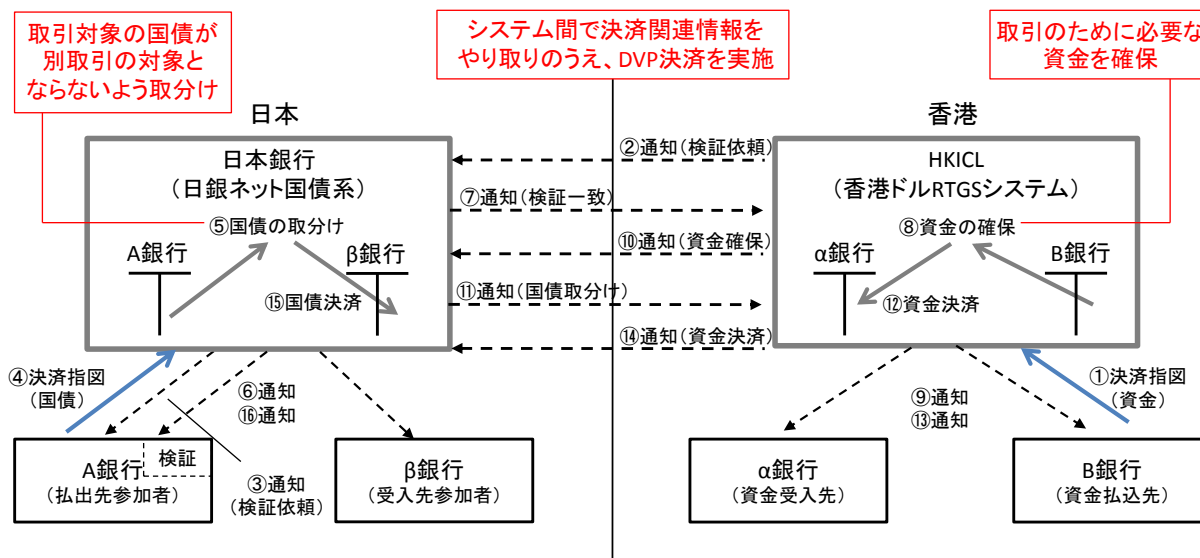 取引対象の国債が
別取引の対象と
ならないよう取分け
システム間で決済関連情報を
やり取りのうえ、DVP決済を実施
取引のために必要な
資金を確保
日本
香港
日本銀行
（日銀ネット国債系）
⑤国債の取分け
A銀行
β銀行
⑮国債決済
②通知（検証依頼）
⑦通知（検証一致）
⑩通知（資金確保）
⑪通知（国債取分け）
⑭通知（資金決済）
HKICL
（香港ドルRTGSシステム）
⑧資金の確保
α銀行
B銀行
⑫資金決済
④決済指図
（国債）
⑥通知
⑯通知
⑨通知
⑬通知
①決済指図
（資金）
A銀行
（払出先参加者）
検証
③通知
（検証依頼）
β銀行
（受入先参加者）
α銀行
（資金受入先）
B銀行
（資金払込先）